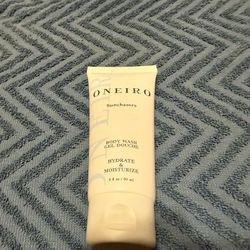 ONEIRO
Sunchasers
BODY WASH
GEL DOUCHE
HYDRATE
&
MOISTURIZE